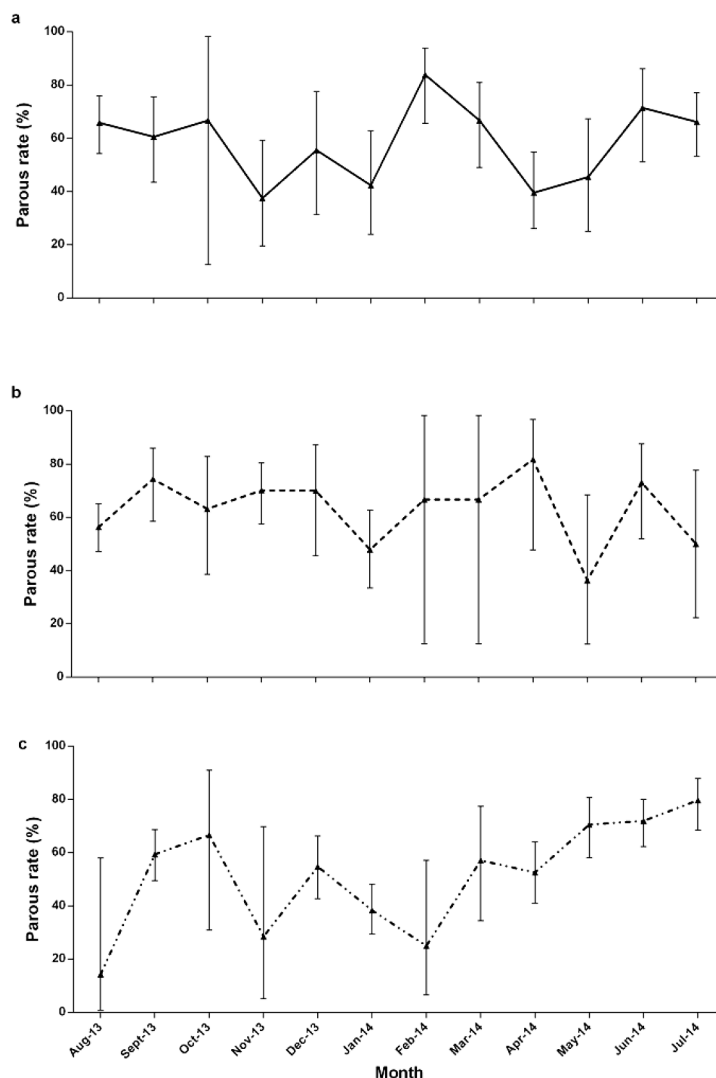 a
Parous rate (%)
100
80
60
40
20
0
b
Parous rate (%)
100
80
60
40
20
0
c
Parous rate (%)
100
80
60
40
20
0
Aug-13 Sept-13 Oct-13 Nov-13 Dec-13 Jan-14 Feb-14 Mar-14 Apr-14 May-14 Jun-14 Jul-14
Month